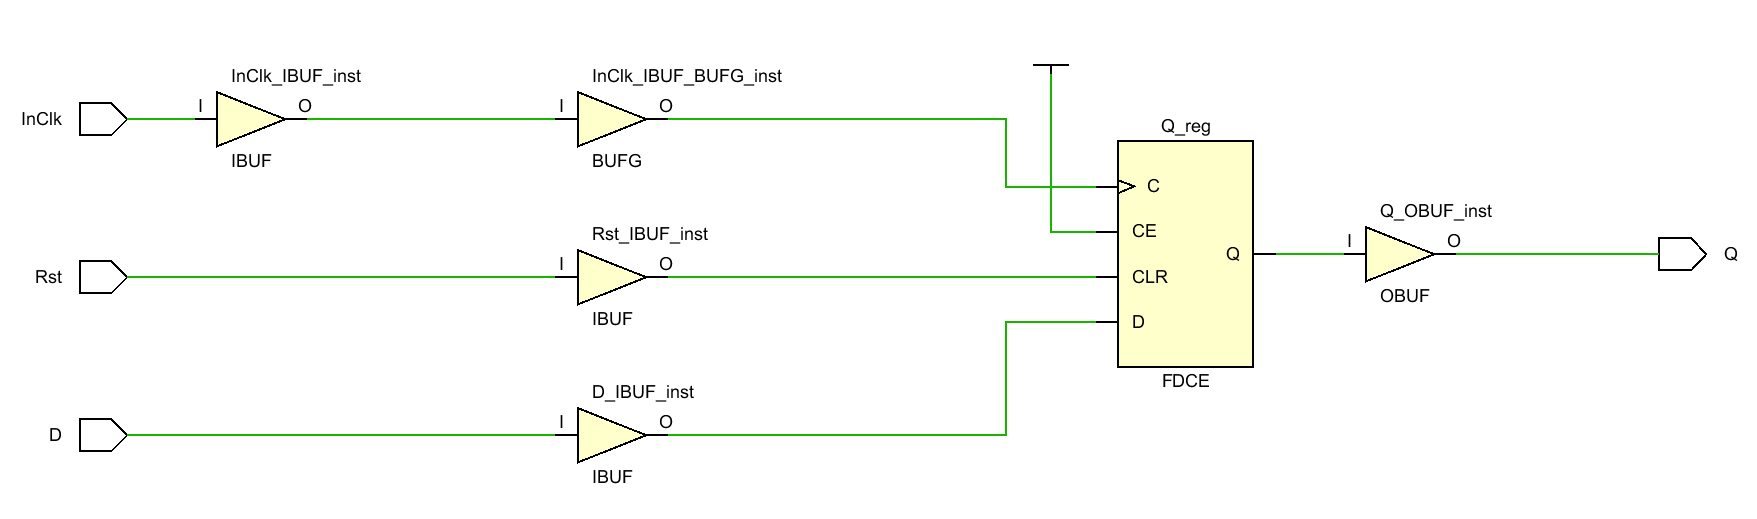 InClk_IBUF_inst
InClk_IBUF_BUFG_inst
InClk
I
O
I
O
IBUF
BUFG
Q_reg
C
CE
CLR
D
Q
FDCE
Rst_IBUF_inst
Rst
I
O
IBUF
Q_OBUF_inst
I
O
Q
OBUF
D_IBUF_inst
D
I
O
IBUF